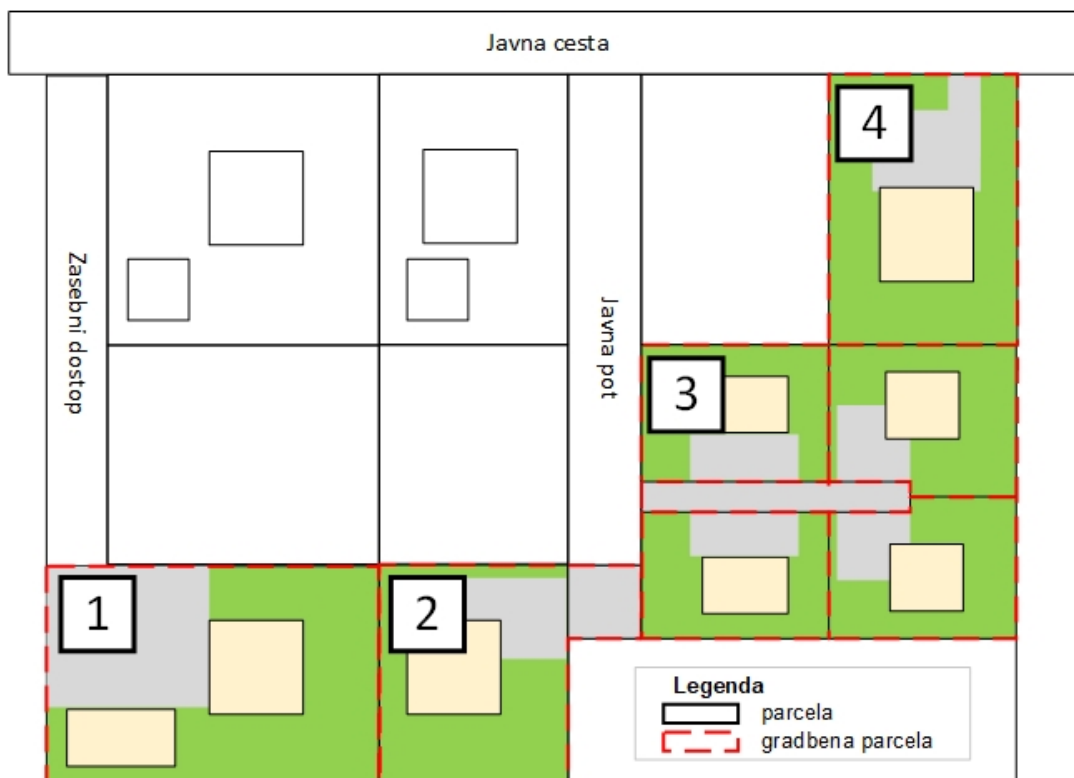 Javna cesta
4
Zasebni dostop
Javna pot
3
1
2
Legenda
parcela
gradbena parcela